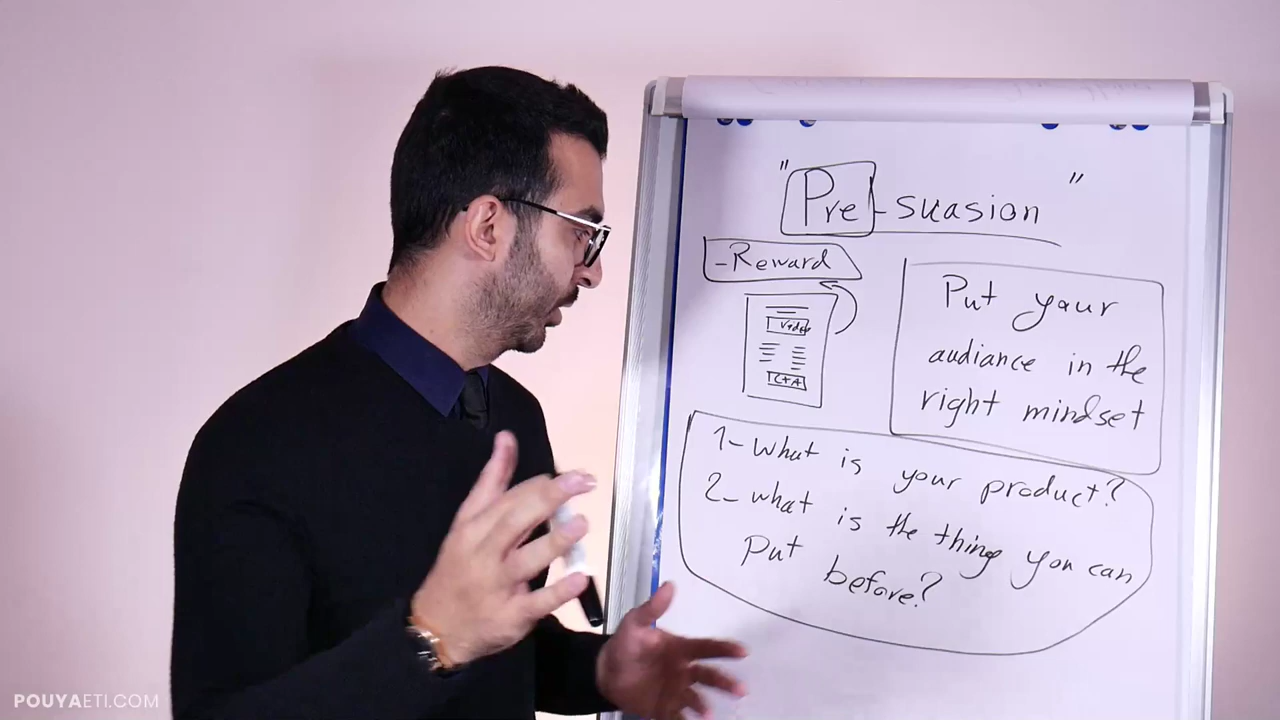 "Pre-suasion"
-Reward
Video
CTA
Put your
audiance in the
right mindset
1- What is your product?
2- what is the thing you can
put before?
POUYAETI.COM